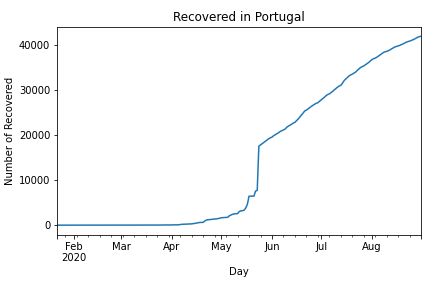 Recovered in Portugal
Number of Recovered
40000
30000
20000
10000
0
Feb Mar Apr May Jun Jul Aug
2020
Day